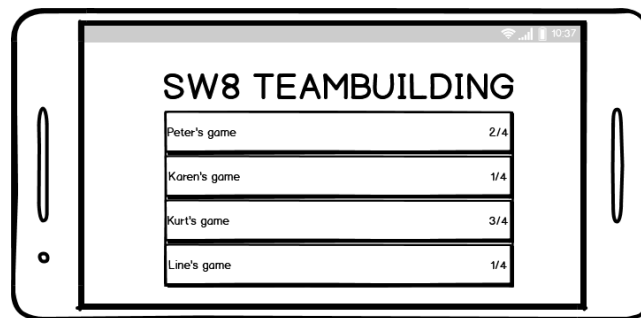 10:37
SW8 TEAMBUILDING
Peter's game 2/4
Karen's game 1/4
Kurt's game 3/4
Line's game 1/4